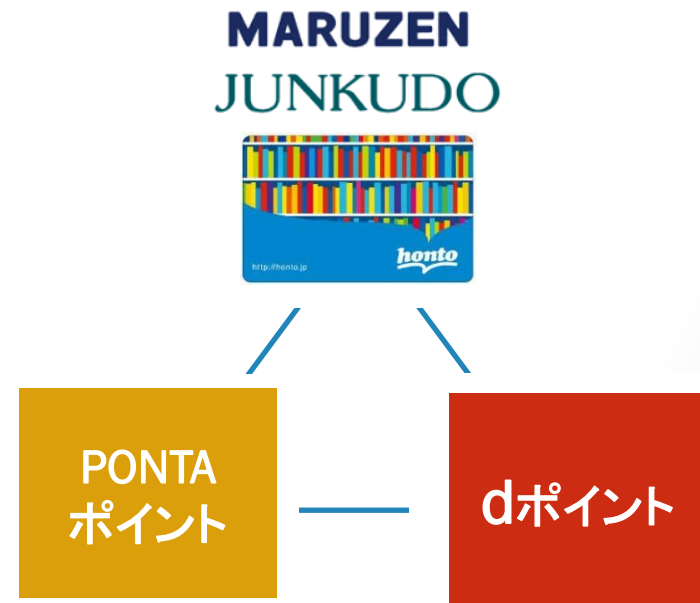 MARUZEN
JUNKUDO
http://honto.jp
honto
PONTA
ポイント
dポイント